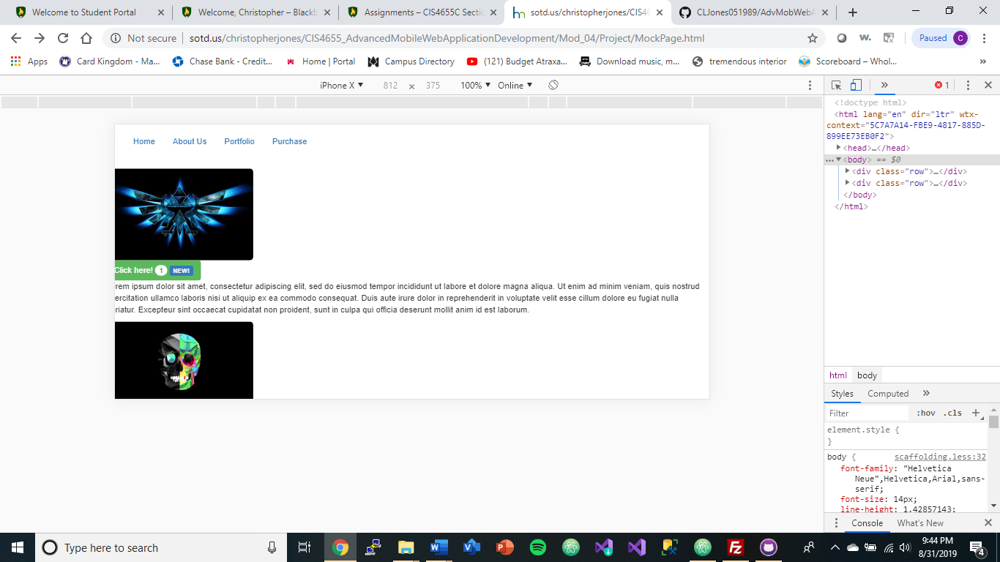 Welcome to Student Portal
Welcome, Christopher – Blackb
Assignments – CIS4655C Sectio
sotd.us/christopherjones/CIS46
CLJones051989/AdvMobWebA
Not secure
sotd.us/christopherjones/CIS4655_AdvancedMobileWebApplicationDevelopment/Mod_04/Project/MockPage.html
W.
Paused
C
Apps
Card Kingdom - Ma...
Chase Bank - Credit...
Home | Portal
Campus Directory
(121) Budget Atraxa...
Download music, m...
tremendous interior
Scoreboard – Whol...
»
iPhone X ▼ 812 x 375 100% ▼ Online ▼
» 1
Home
About Us
Portfolio
Purchase
Click here! 1 NEW!
rem ipsum dolor sit amet, consectetur adipiscing elit, sed do eiusmod tempor incididunt ut labore et dolore magna aliqua. Ut enim ad minim veniam, quis nostrud
ercitation ullamco laboris nisi ut aliquip ex ea commodo consequat. Duis aute irure dolor in reprehenderit in voluptate velit esse cillum dolore eu fugiat nulla
riatur. Excepteur sint occaecat cupidatat non proident, sunt in culpa qui officia deserunt mollit anim id est laborum.
<!doctype html>
<html lang="en" dir="ltr" wtx-
context="5C7A7A14-FBE9-4817-885D-
899EE73EB0F2">
<head>…</head>
<body> == $0
<div class="row">…</div>
<div class="row">…</div>
</body>
</html>
html body
Styles Computed »
Filter :hov .cls +
element.style {
}
body { scaffolding.less:32
font-family: "Helvetica
Neue",Helvetica,Arial,sans-
serif;
font-size: 14px;
line-height: 1.42857143;
Console What's New
Type here to search
9:44 PM
8/31/2019
4